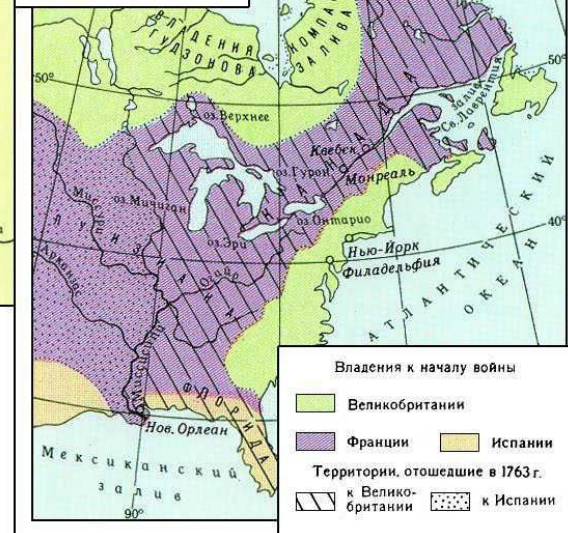 ВЛАДЕНИЯ
ГУДЗОНОВА
КОМПА
ЗАЛИВА
50°
50°
40°
оз. Верхнее
Залив
Св. Лаврентия
КАНАДА
Квебек
оз. Гурон
Монреаль
оз. Мичиган
оз. Онтарио
оз. Эри
Нью-Йорк
Филадельфия
АТЛАНТИЧЕСКИЙ
ОКЕАН
ЛУИЗИАНА
Арканзас
Огайо
Миссисипи
ФЛОРИДА
Нов. Орлеан
Мексиканский
залив
90°
Владения к началу войны
Великобритании
Франции
Испании
Территории, отошедшие в 1763 г.
к Велико-
британии
к Испании